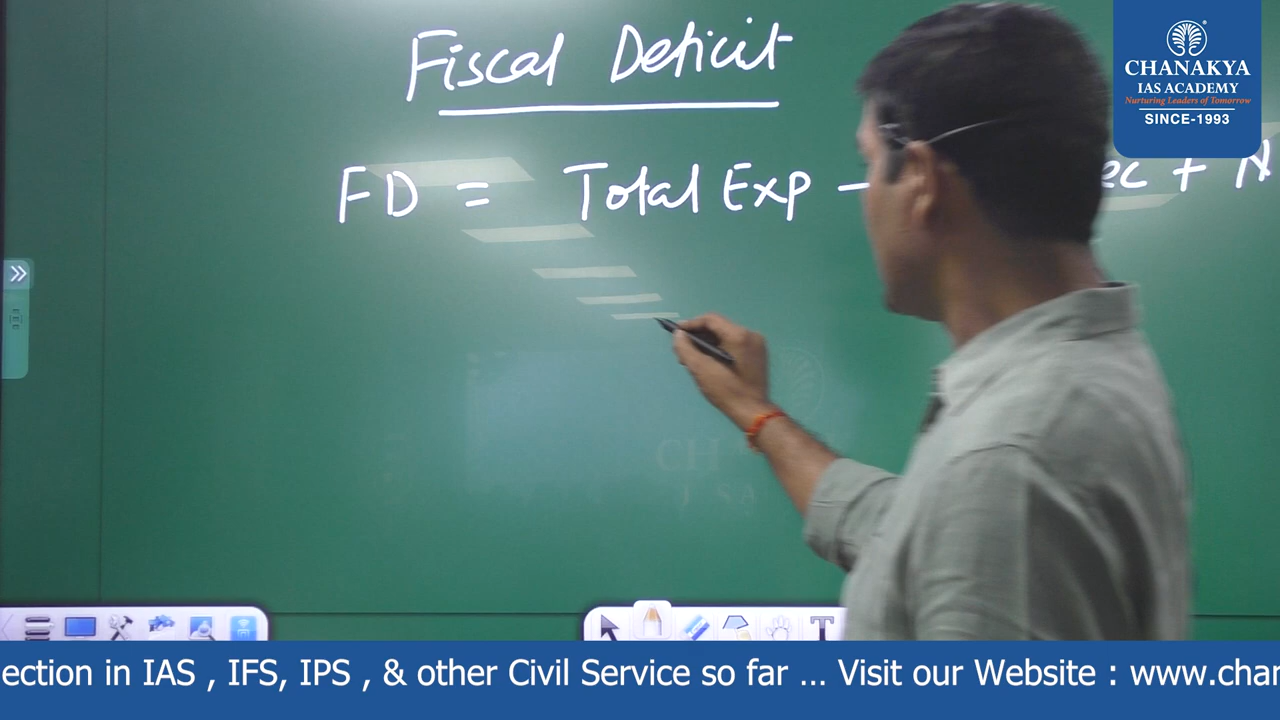 Fiscal Deficit
FD = Total Exp - ec + N
CHANAKYA
IAS ACADEMY
Nurturing Leaders of Tomorrow
SINCE-1993
ection in IAS , IFS, IPS , & other Civil Service so far ... Visit our Website : www.chan